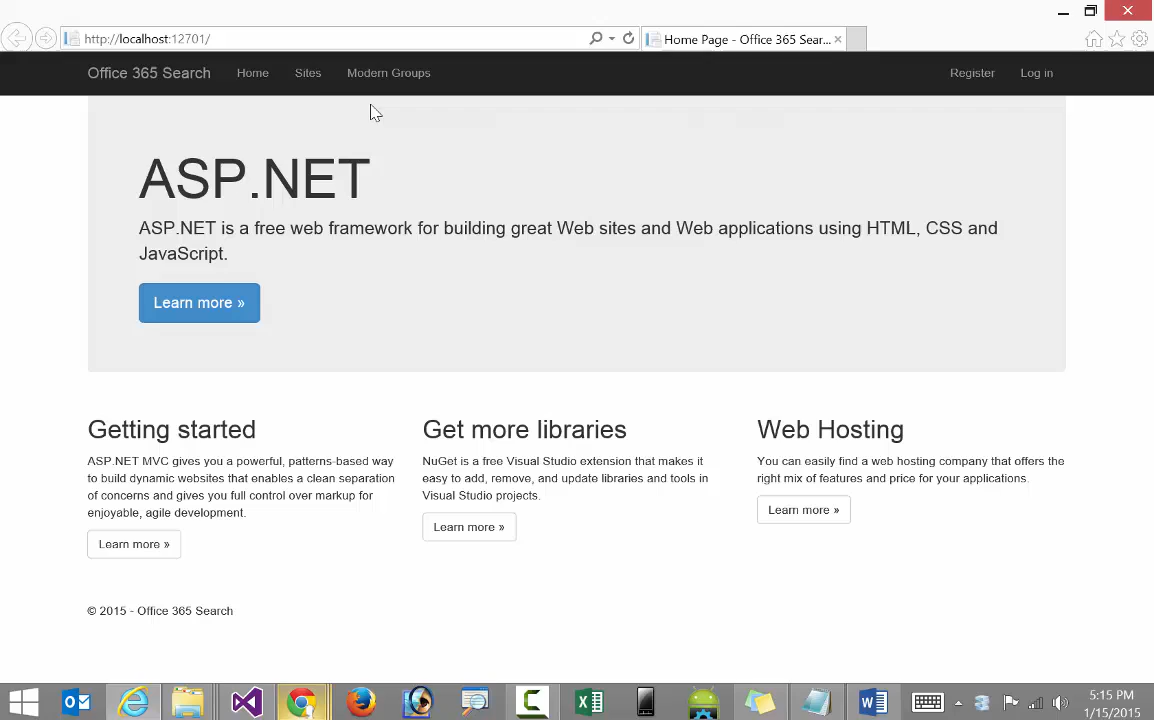 http://localhost:12701/
Home Page - Office 365 Sear...
Office 365 Search Home Sites Modern Groups Register Log in
ASP.NET
ASP.NET is a free web framework for building great Web sites and Web applications using HTML, CSS and
JavaScript.
Learn more »
Getting started
ASP.NET MVC gives you a powerful, patterns-based way
to build dynamic websites that enables a clean separation
of concerns and gives you full control over markup for
enjoyable, agile development.
Learn more »
Get more libraries
NuGet is a free Visual Studio extension that makes it
easy to add, remove, and update libraries and tools in
Visual Studio projects.
Learn more »
Web Hosting
You can easily find a web hosting company that offers the
right mix of features and price for your applications.
Learn more »
© 2015 - Office 365 Search
5:15 PM
1/15/2015